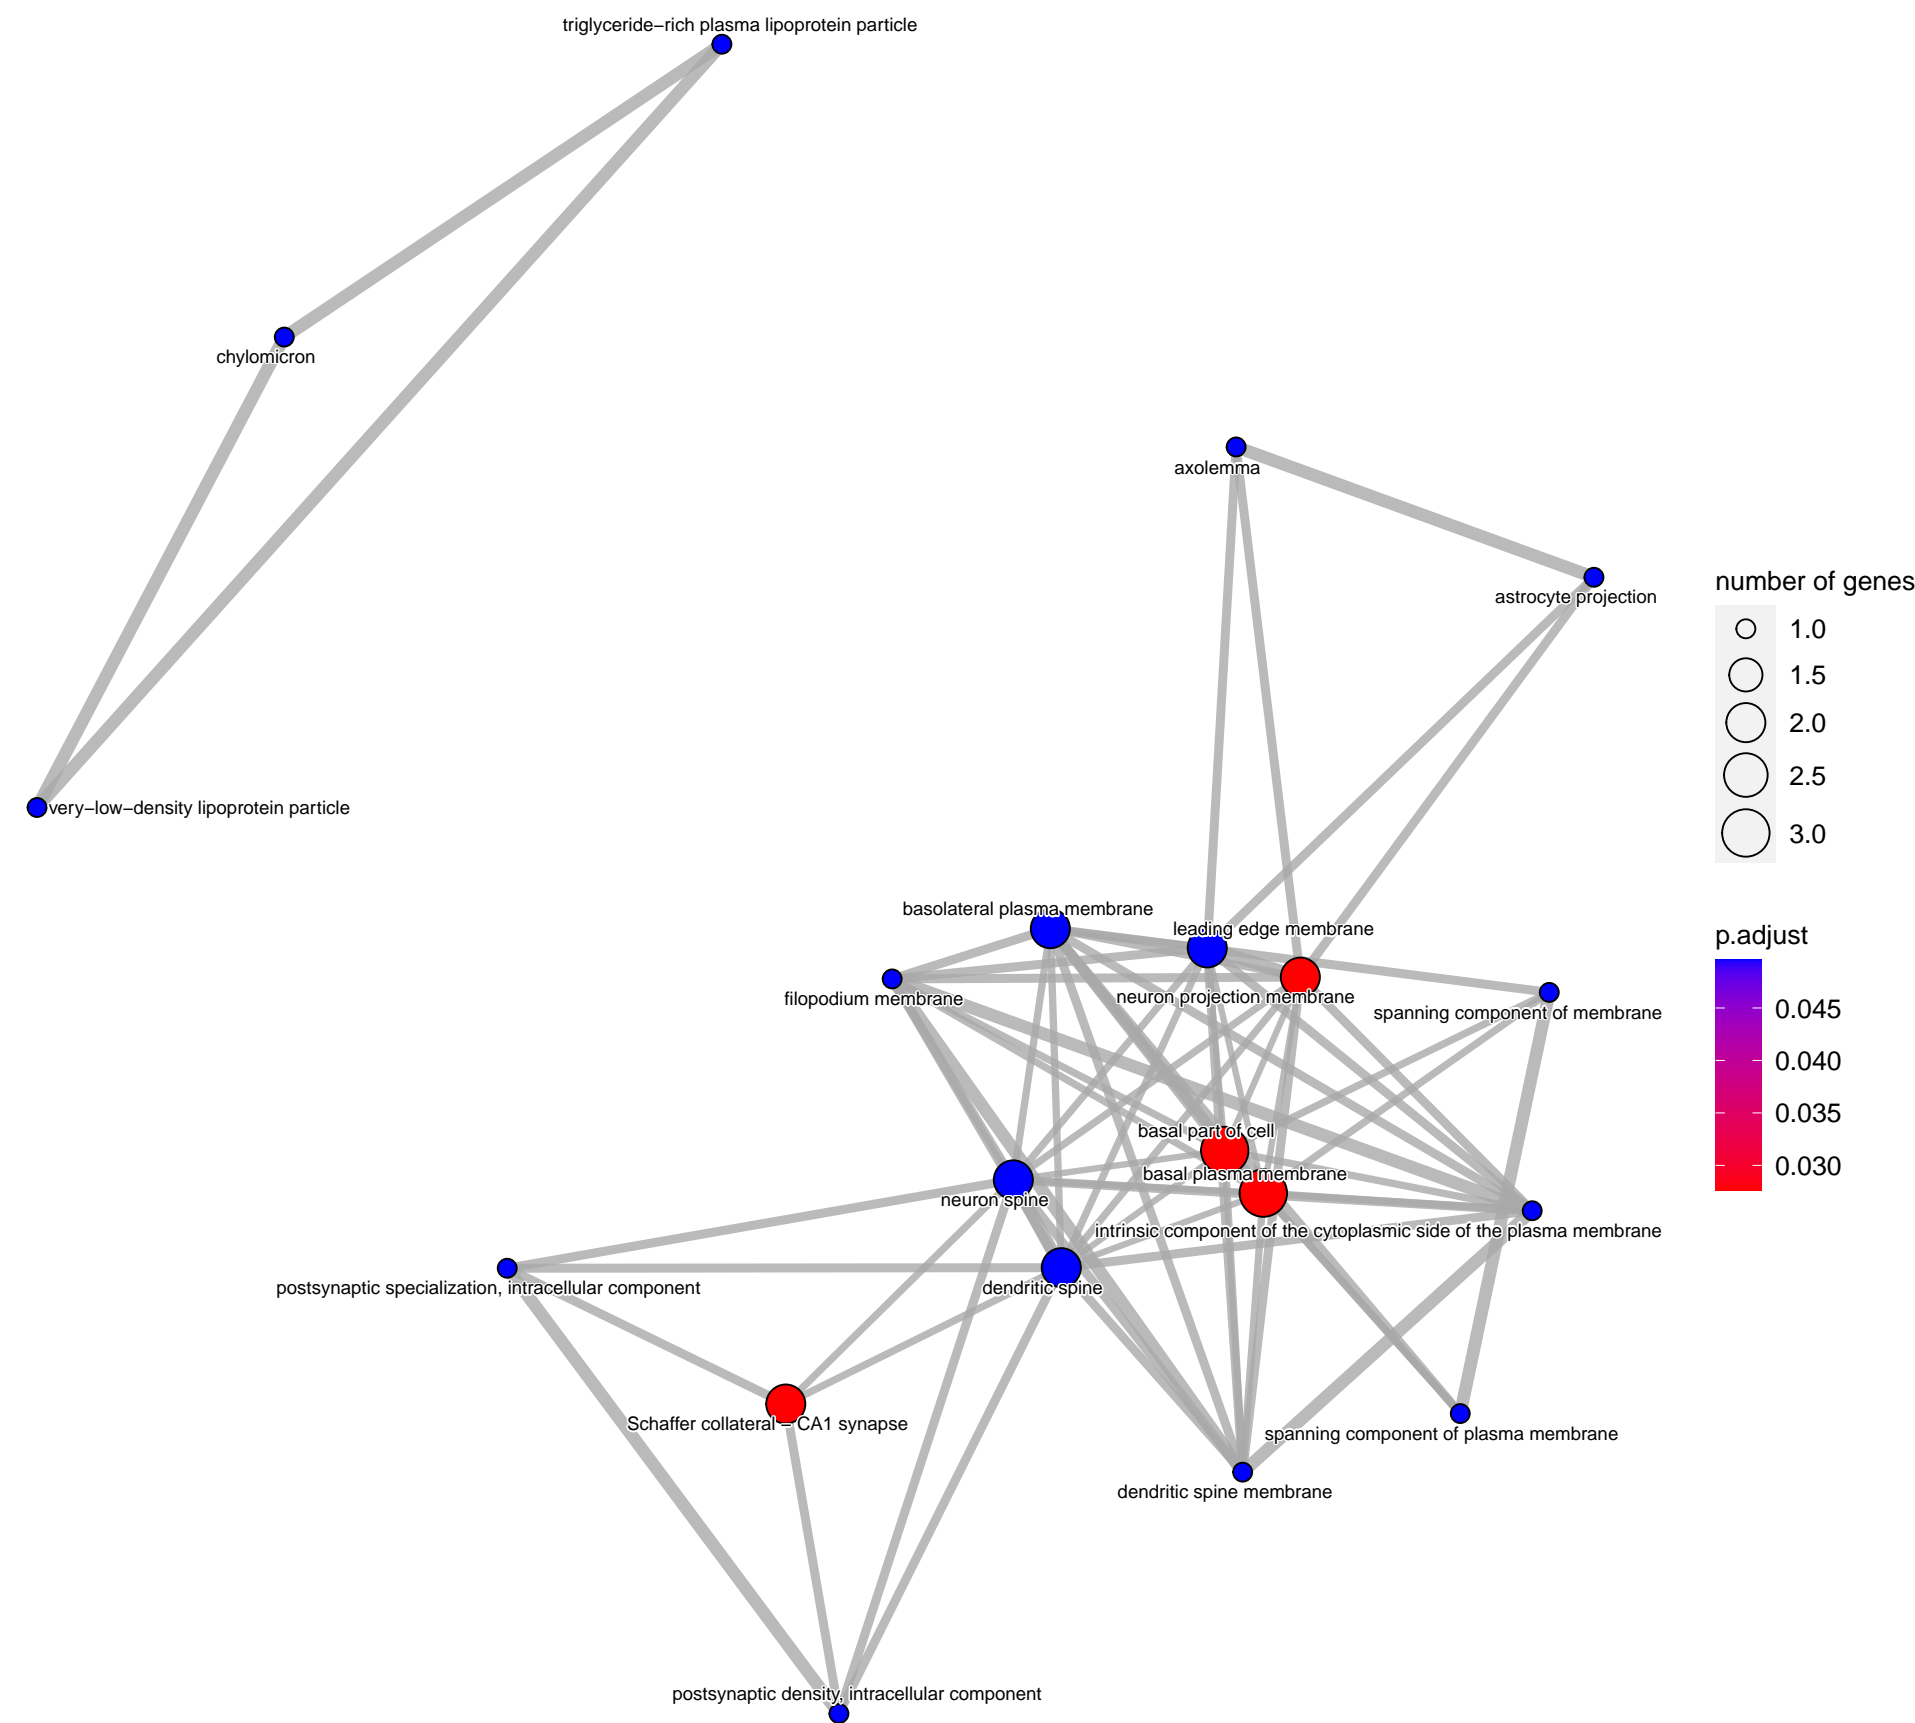 triglyceride−rich plasma lipoprotein particle
chylomicron
axolemma
astrocyte projection
very−low−density lipoprotein particle
basolateral plasma membrane
leading edge membrane
filopodium membrane
neuron projection membrane
spanning component of membrane
basal part of cell
basal plasma membrane
neuron spine
intrinsic component of the cytoplasmic side of the plasma membrane
postsynaptic specialization, intracellular component
dendritic spine
Schaffer collateral − CA1 synapse
spanning component of plasma membrane
dendritic spine membrane
postsynaptic density, intracellular component
number of genes
1.0
1.5
2.0
2.5
3.0
p.adjust
0.045
0.040
0.035
0.030